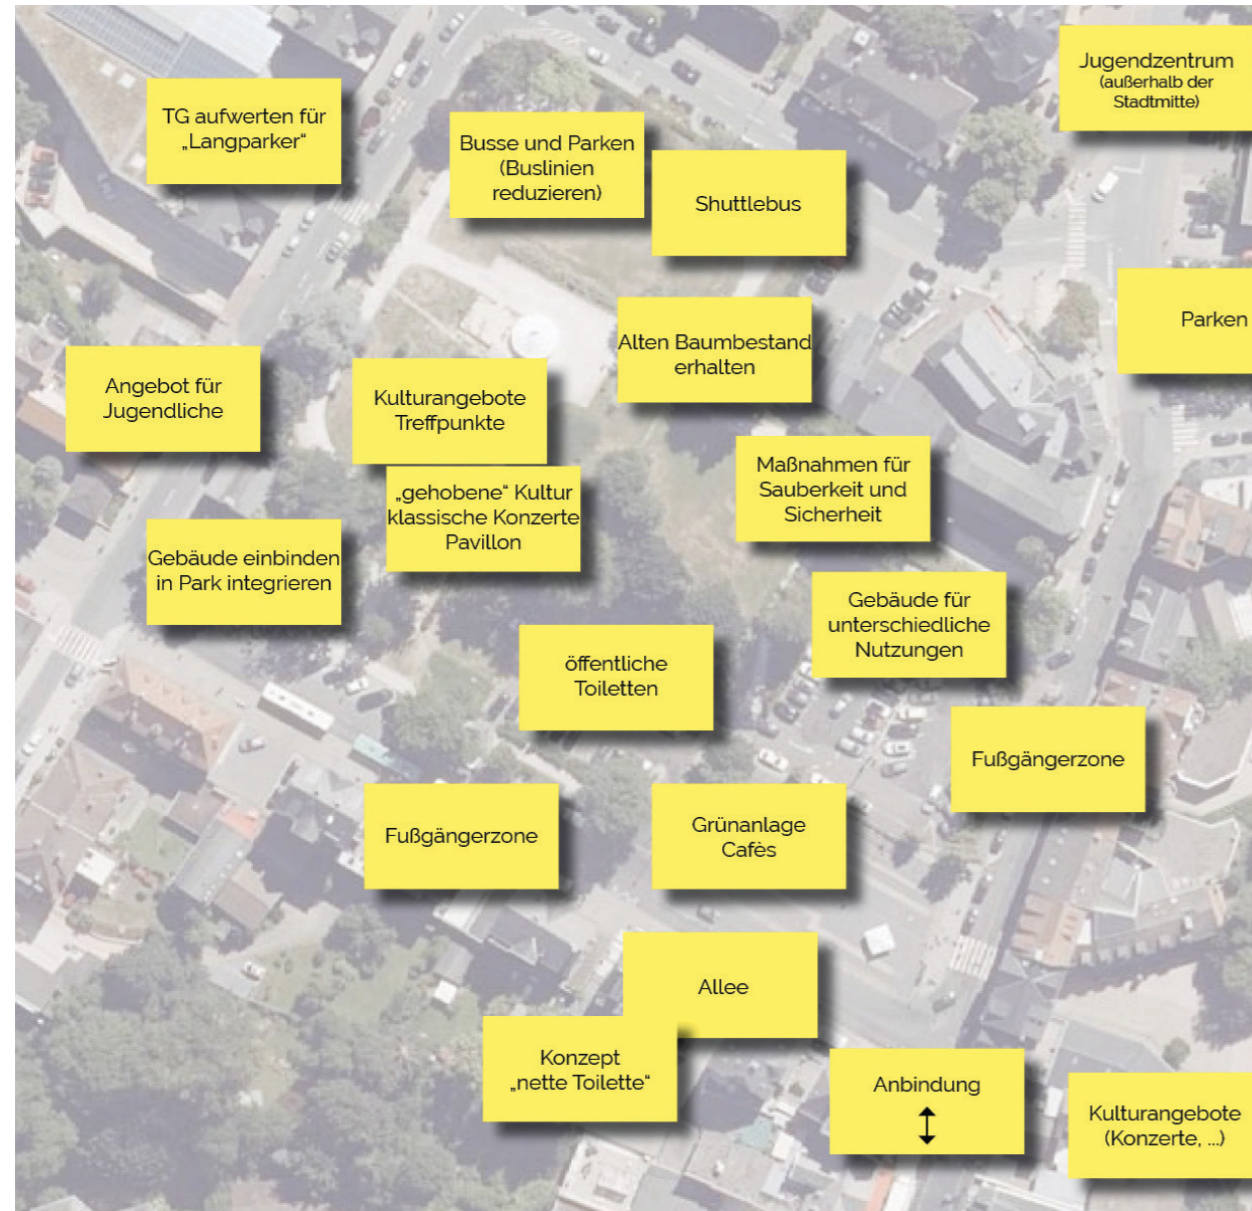 Jugendzentrum
(außerhalb der
Stadtmitte)
TG aufwerten für
„Langparker“
Busse und Parken
(Buslinien
reduzieren)
Shuttlebus
Parken
Alten Baumbestand
erhalten
Angebot für
Jugendliche
Kulturangebote
Treffpunkte
Maßnahmen für
Sauberkeit und
Sicherheit
„gehobene“ Kultur
klassische Konzerte
Pavillon
Gebäude einbinden
in Park integrieren
Gebäude für
unterschiedliche
Nutzungen
öffentliche
Toiletten
Fußgängerzone
Fußgängerzone
Grünanlage
Cafès
Allee
Konzept
„nette Toilette“
Anbindung
Kulturangebote
(Konzerte, ...)